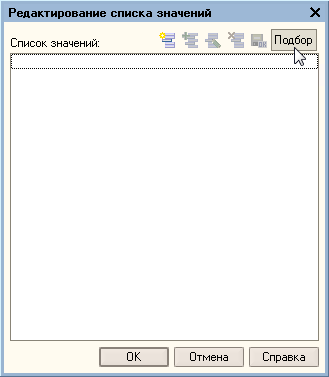 Редактирование списка значений
Список значений: Подбор
OK Отмена Справка